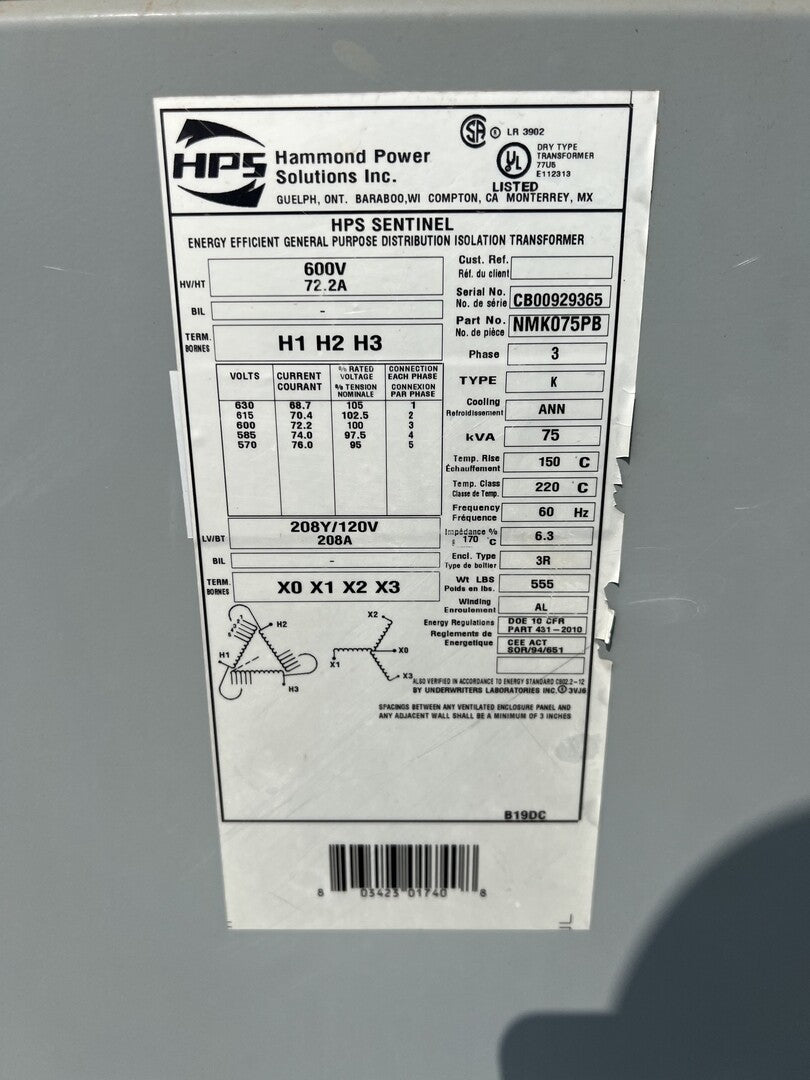 HPS Hammond Power
Solutions Inc.
GUELPH, ONT. BARABOO,WI COMPTON, CA MONTERREY, MX
SA ® LR 3902
UL DRY TYPE
TRANSFORMER
77U5
E112313
LISTED
HPS SENTINEL
ENERGY EFFICIENT GENERAL PURPOSE DISTRIBUTION ISOLATION TRANSFORMER
HV/HT 600V
72.2A
BIL -
TERM. BORNES H1 H2 H3
VOLTS CURRENT COURANT % RATED VOLTAGE % TENSION NOMINALE CONNECTION EACH PHASE CONNEXION PAR PHASE
630 68.7 105 1
615 70.4 102.5 2
600 72.2 100 3
585 74.0 97.5 4
570 76.0 95 5
LV/BT 208Y/120V
208A
BIL -
TERM. BORNES X0 X1 X2 X3
Cust. Ref.
Réf. du client
Serial No.
No. de série CB00929365
Part No.
No. de pièce NMK075PB
Phase 3
TYPE K
Cooling
Refroidissement ANN
kVA 75
Temp. Rise
Échauffement 150 C
Temp. Class
Classe de Temp. 220 C
Frequency
Fréquence 60 Hz
Impédance %
170 °C 6.3
Encl. Type
Type de boîtier 3R
Wt LBS
Poids en lbs. 555
Winding
Enroulement AL
Energy Regulations DOE 10 CFR
PART 431-2010
Reglements de
Energetique CEE ACT
SOR/94/651
H1 H2 H3
X1 X2 X0 X3
ALSO VERIFIED IN ACCORDANCE TO ENERGY STANDARD C802.2-12
BY UNDERWRITERS LABORATORIES INC. 3VJ6
SPACINGS BETWEEN ANY VENTILATED ENCLOSURE PANEL AND
ANY ADJACENT WALL SHALL BE A MINIMUM OF 3 INCHES
B19DC
8 03423 01740 8